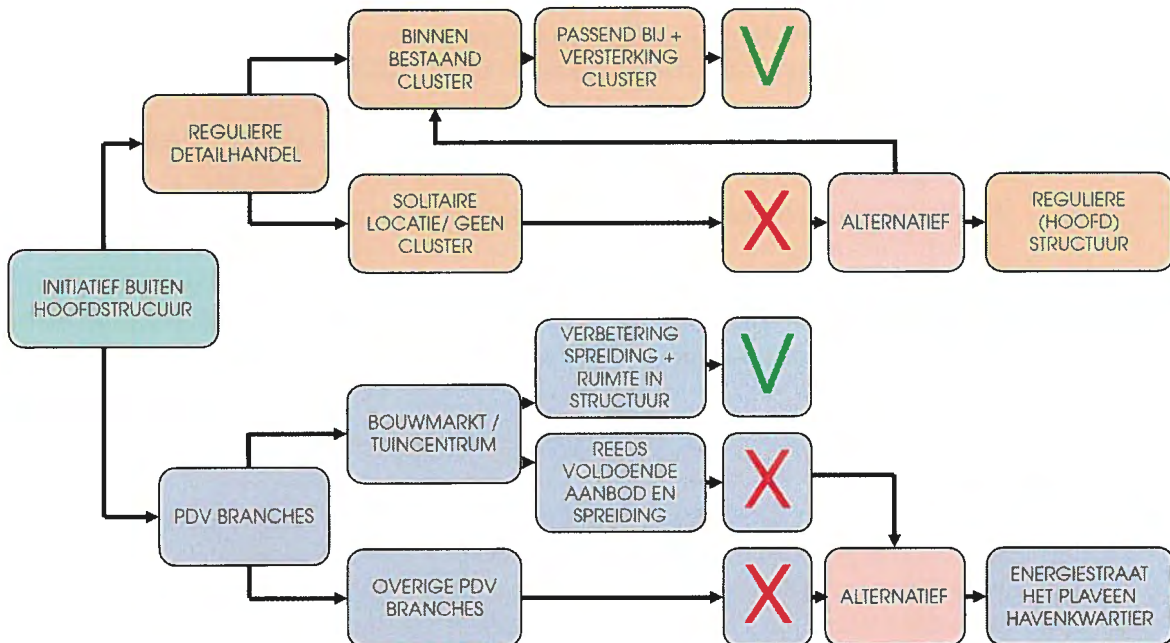 BINNEN
BESTAAND
CLUSTER
PASSEND BIJ +
VERSTERKING
CLUSTER
V
REGULIERE
DETAILHANDEL
SOLITAIRE
LOCATIE/ GEEN
CLUSTER
X
ALTERNATIEF
REGULIERE
(HOOFD)
STRUCTUUR
INITIATIEF BUITEN
HOOFDSTRUCUUR
VERBETERING
SPREIDING +
RUIMTE IN
STRUCTUUR
V
BOUWMARKT /
TUINCENTRUM
REEDS
VOLDOENDE
AANBOD EN
SPREIDING
X
PDV BRANCHES
OVERIGE PDV
BRANCHES
X
ALTERNATIEF
ENERGIESTRAAT
HET PLAVEEN
HAVENKWARTIER